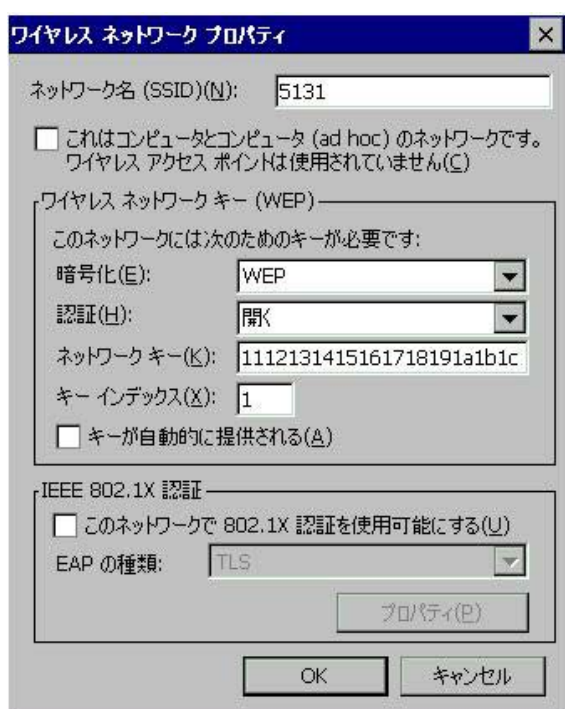 ワイヤレス ネットワーク プロパティ
ネットワーク名 (SSID)(N): 5131
これはコンピュータとコンピュータ (ad hoc) のネットワークです。
ワイヤレス アクセス ポイントは使用されていません(C)
ワイヤレス ネットワーク キー (WEP)
このネットワークには次のためのキーが必要です:
暗号化(E): WEP
認証(H): 開く
ネットワーク キー(K): 1112131415161718191a1b1c
キー インデックス(X): 1
キーが自動的に提供される(A)
IEEE 802.1X 認証
このネットワークで 802.1X 認証を使用可能にする(U)
EAP の種類: TLS
プロパティ(P)
OK キャンセル